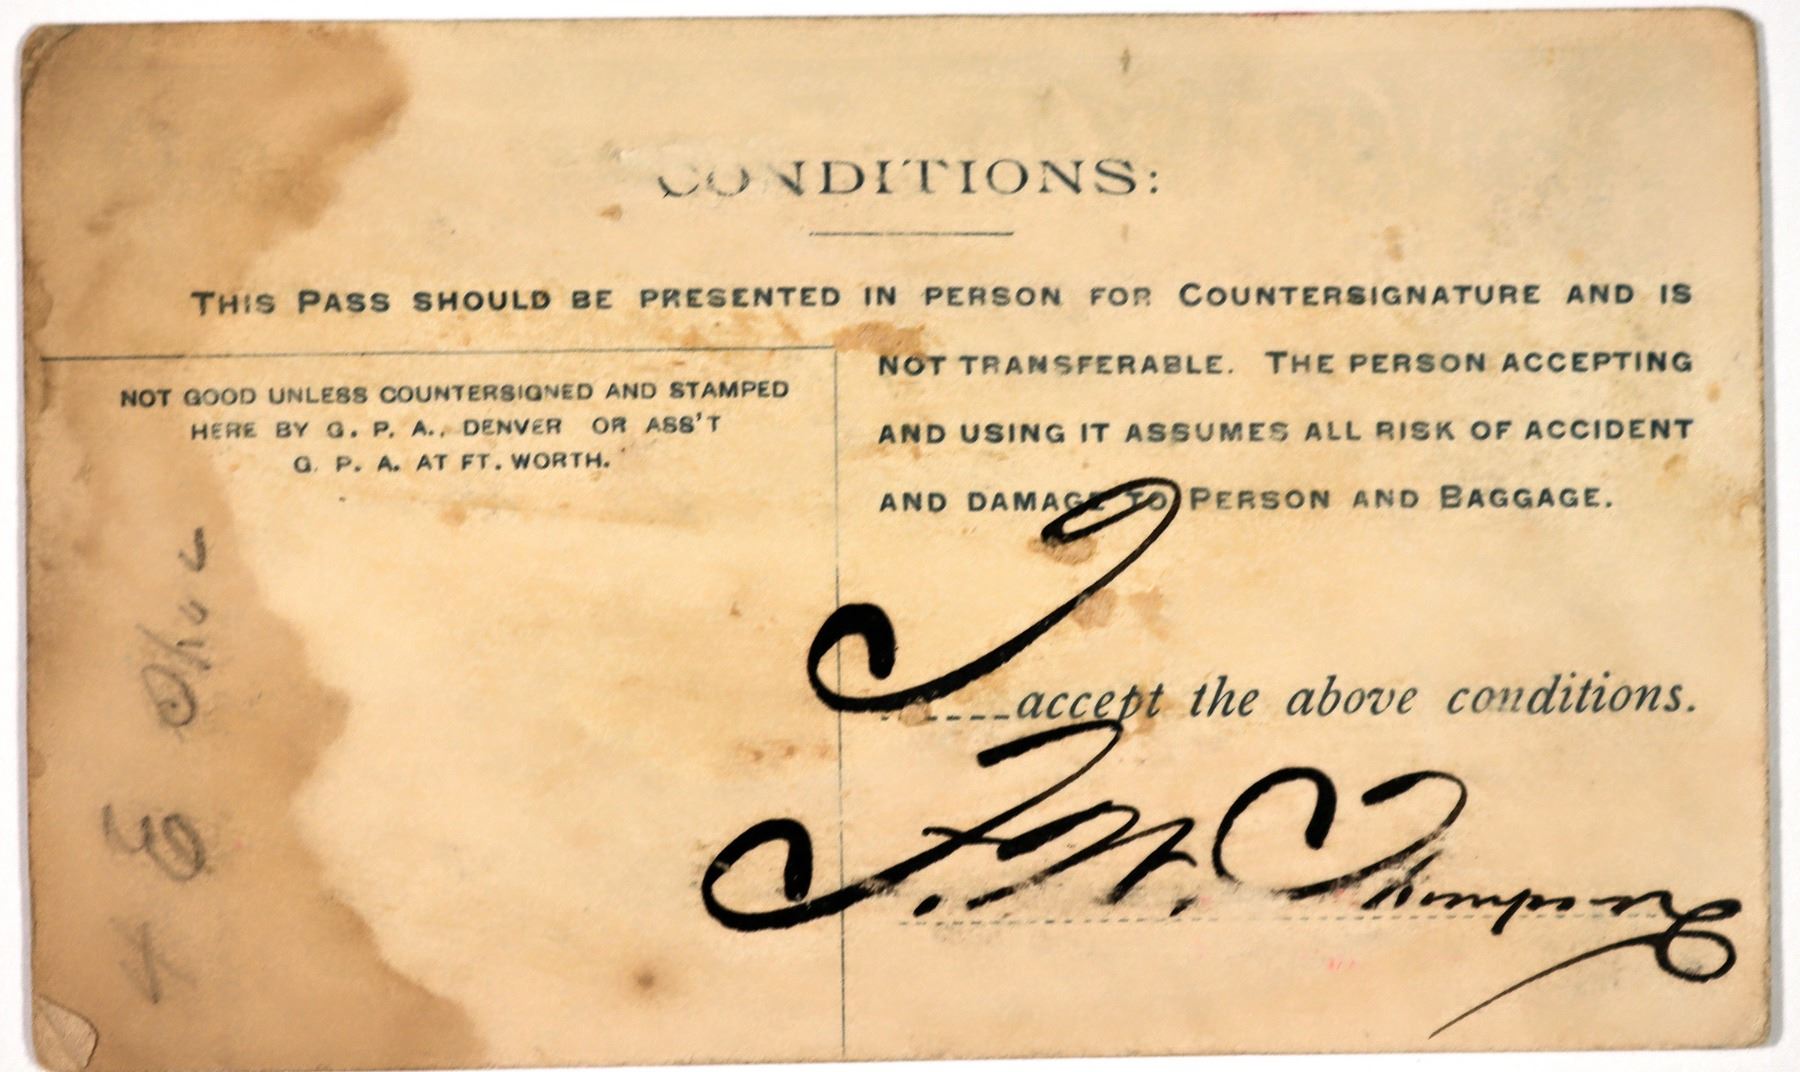 CONDITIONS:
THIS PASS SHOULD BE PRESENTED IN PERSON FOR COUNTERSIGNATURE AND IS
NOT TRANSFERABLE. THE PERSON ACCEPTING
AND USING IT ASSUMES ALL RISK OF ACCIDENT
AND DAMAGE TO PERSON AND BAGGAGE.
NOT GOOD UNLESS COUNTERSIGNED AND STAMPED
HERE BY G. P. A., DENVER OR ASS'T
G. P. A. AT FT. WORTH.
I
accept the above conditions.